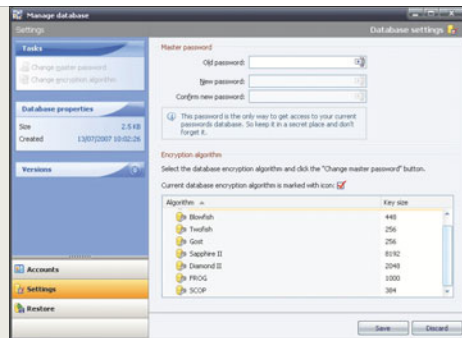 Manage database
Settings
Database settings
Tasks
Change master password
Change encryption algorithm
Database properties
Size 2.5 KB
Created 13/07/2007 10:02:26
Versions
Accounts
Settings
Restore
Master password
Old password:
New password:
Confirm new password:
This password is the only way to get access to your current
passwords database. So keep it in a secret place and don't
forget it.
Encryption algorithm
Select the database encryption algorithm and click the "Change master password" button.
Current database encryption algorithm is marked with icon:
Algorithm Key size
Blowfish 448
Twofish 256
Gost 256
Sapphire II 8192
Diamond II 2048
FROG 1000
SCOP 384
Save Discard